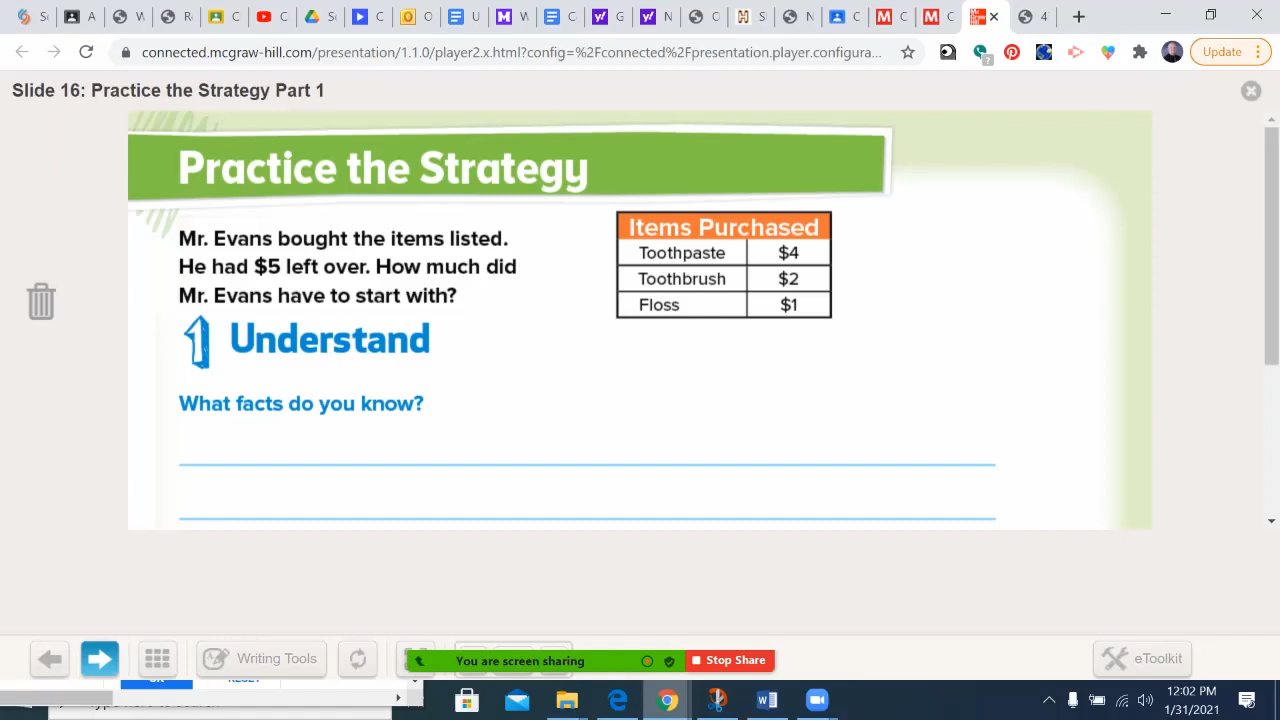 connected.mcgraw-hill.com/presentation/1.1.0/player2.x.html?config=%2Fconnected%2Fpresentation.player.configura...
Update
Slide 16: Practice the Strategy Part 1
Practice the Strategy
Mr. Evans bought the items listed.
He had $5 left over. How much did
Mr. Evans have to start with?
Items Purchased
Toothpaste $4
Toothbrush $2
Floss $1
1 Understand
What facts do you know?
Writing Tools
You are screen sharing
Stop Share
eToolkit
12:02 PM
1/31/2021